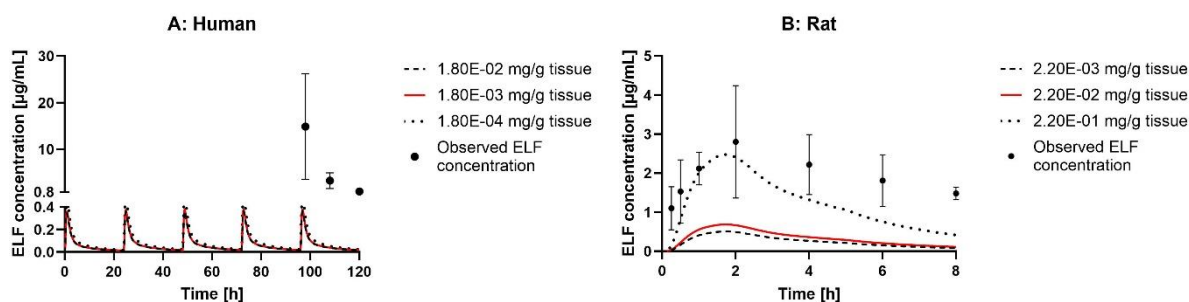 A: Human
ELF concentration [µg/mL]
30
20
10
0.8
0.4
0.2
0.0
0 20 40 60 80 100 120
Time [h]
1.80E-02 mg/g tissue
1.80E-03 mg/g tissue
1.80E-04 mg/g tissue
Observed ELF
concentration
B: Rat
ELF concentration [µg/mL]
5
4
3
2
1
0
0 2 4 6 8
Time [h]
2.20E-03 mg/g tissue
2.20E-02 mg/g tissue
2.20E-01 mg/g tissue
Observed ELF
concentration